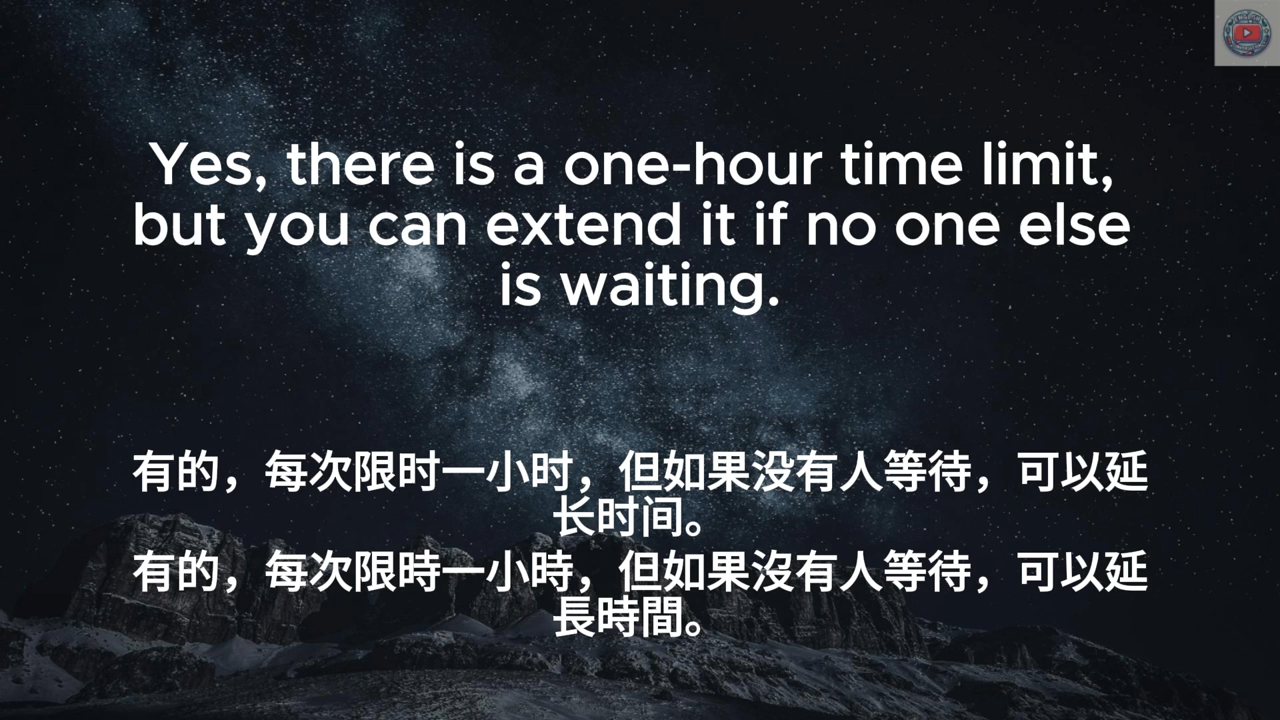 Yes, there is a one-hour time limit,
but you can extend it if no one else
is waiting.
有的，每次限时一小时，但如果没有人等待，可以延
长时间。
有的，每次限時一小時，但如果沒有人等待，可以延
長時間。